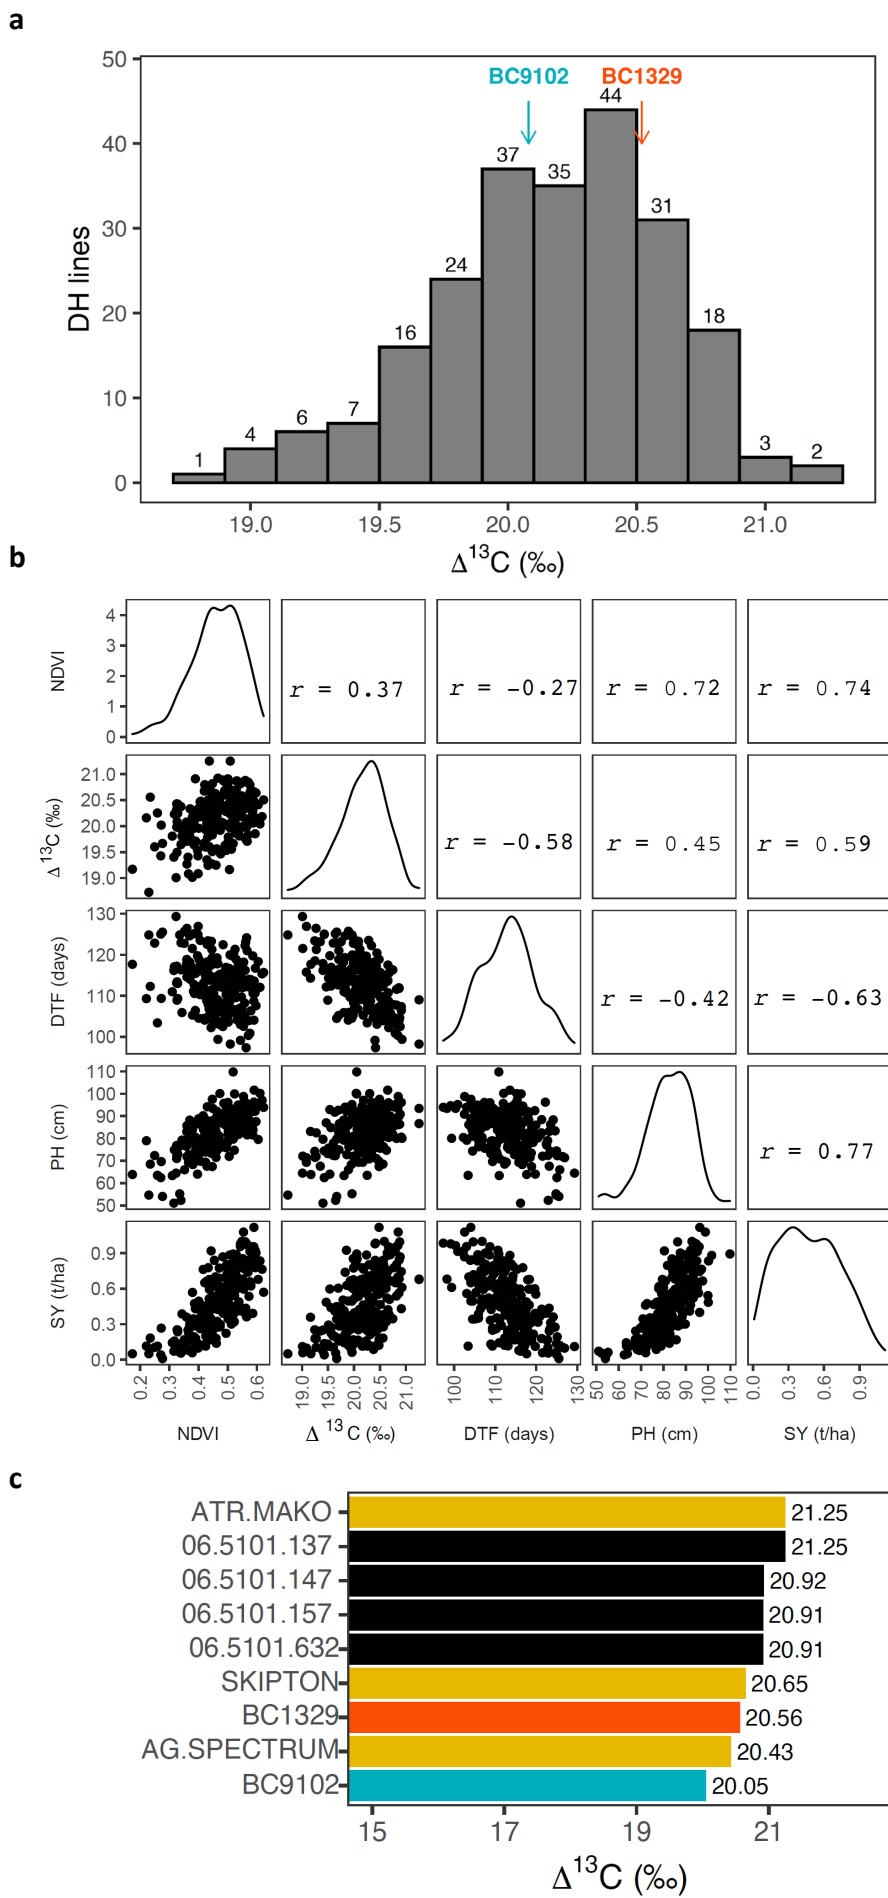 a
50
BC9102 BC1329
44
40
37
35
31
30
24
20
18
16
10
7
6
4
3
2
1
0
DH lines
19.0 19.5 20.0 20.5 21.0
Δ13C (‰)
b
NDVI
4
3
2
1
0
r = 0.37 r = -0.27 r = 0.72 r = 0.74
Δ 13C (‰)
21.0
20.5
20.0
19.5
19.0
r = -0.58 r = 0.45 r = 0.59
DTF (days)
130
120
110
100
r = -0.42 r = -0.63
PH (cm)
110
100
90
80
70
60
50
r = 0.77
SY (t/ha)
0.9
0.6
0.3
0.0
0.2 0.3 0.4 0.5 0.6 19.0 19.5 20.0 20.5 21.0 100 110 120 130 50 60 70 80 90 100 110 0.0 0.3 0.6 0.9
NDVI Δ 13 C (‰) DTF (days) PH (cm) SY (t/ha)
c
ATR.MAKO 21.25
06.5101.137 21.25
06.5101.147 20.92
06.5101.157 20.91
06.5101.632 20.91
SKIPTON 20.65
BC1329 20.56
AG.SPECTRUM 20.43
BC9102 20.05
15 17 19 21
Δ13C (‰)